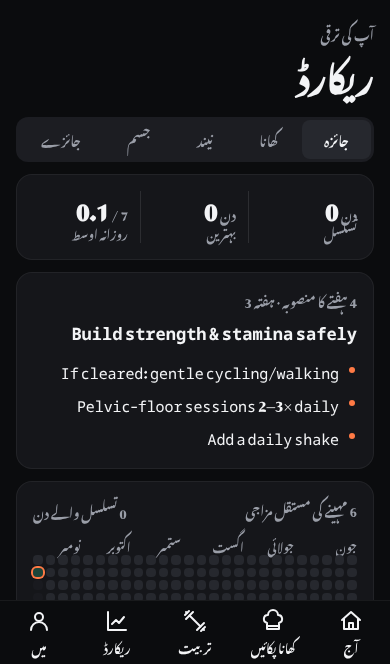 آپ کی ترقی
ریکارڈ
جائزہ کھانا نیند جسم جائزے
0 دن 0 دن 0.1 / 7
تسلسل بہترین روزانہ اوسط
4 ہفتے کا منصوبہ · ہفتہ 3
Build strength & stamina safely
If cleared: gentle cycling/walking
Pelvic-floor sessions 2–3× daily
Add a daily shake
6 مہینے کی مستقل مزاجی 0 تسلسل والے دن
جون جولائی اگست ستمبر اکتوبر نومبر
آج کھانا پکائیں تربیت ریکارڈ میں